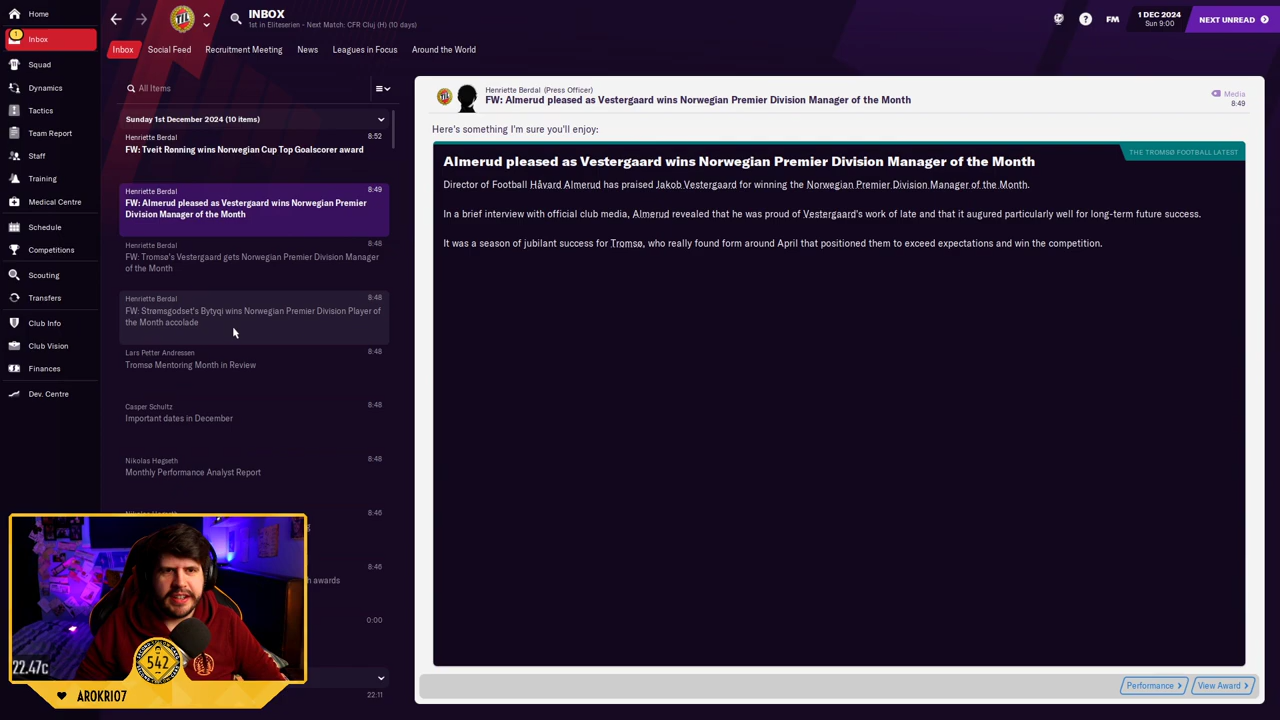 Home
INBOX
1st in Eliteserien - Next Match: CFR Cluj (H) (10 days)
FM
1 DEC 2024
Sun 9:00
NEXT UNREAD
1
Inbox
Squad
Dynamics
Tactics
Team Report
Staff
Training
Medical Centre
Schedule
Competitions
Scouting
Transfers
Club Info
Club Vision
Finances
Dev. Centre
Inbox Social Feed Recruitment Meeting News Leagues in Focus Around the World
All Items
Sunday 1st December 2024 (10 items)
Henriette Berdal 8:52
FW: Tveit Rønning wins Norwegian Cup Top Goalscorer award
Henriette Berdal 8:49
FW: Almerud pleased as Vestergaard wins Norwegian Premier
Division Manager of the Month
Henriette Berdal 8:48
FW: Tromsø's Vestergaard gets Norwegian Premier Division Manager
of the Month
Henriette Berdal 8:48
FW: Strømsgodset's Bytyqi wins Norwegian Premier Division Player of
the Month accolade
Lars Petter Andressen 8:48
Tromsø Mentoring Month in Review
Casper Schultz 8:48
Important dates in December
Nikolas Høgseth 8:48
Monthly Performance Analyst Report
8:46
8:46
h awards
0:00
22:11
Henriette Berdal (Press Officer)
FW: Almerud pleased as Vestergaard wins Norwegian Premier Division Manager of the Month
Media
8:49
Here's something I'm sure you'll enjoy:
THE TROMSØ FOOTBALL LATEST
Almerud pleased as Vestergaard wins Norwegian Premier Division Manager of the Month
Director of Football Håvard Almerud has praised Jakob Vestergaard for winning the Norwegian Premier Division Manager of the Month.
In a brief interview with official club media, Almerud revealed that he was proud of Vestergaard's work of late and that it augured particularly well for long-term future success.
It was a season of jubilant success for Tromsø, who really found form around April that positioned them to exceed expectations and win the competition.
Performance
View Award
22.47c
542
AROKRI07